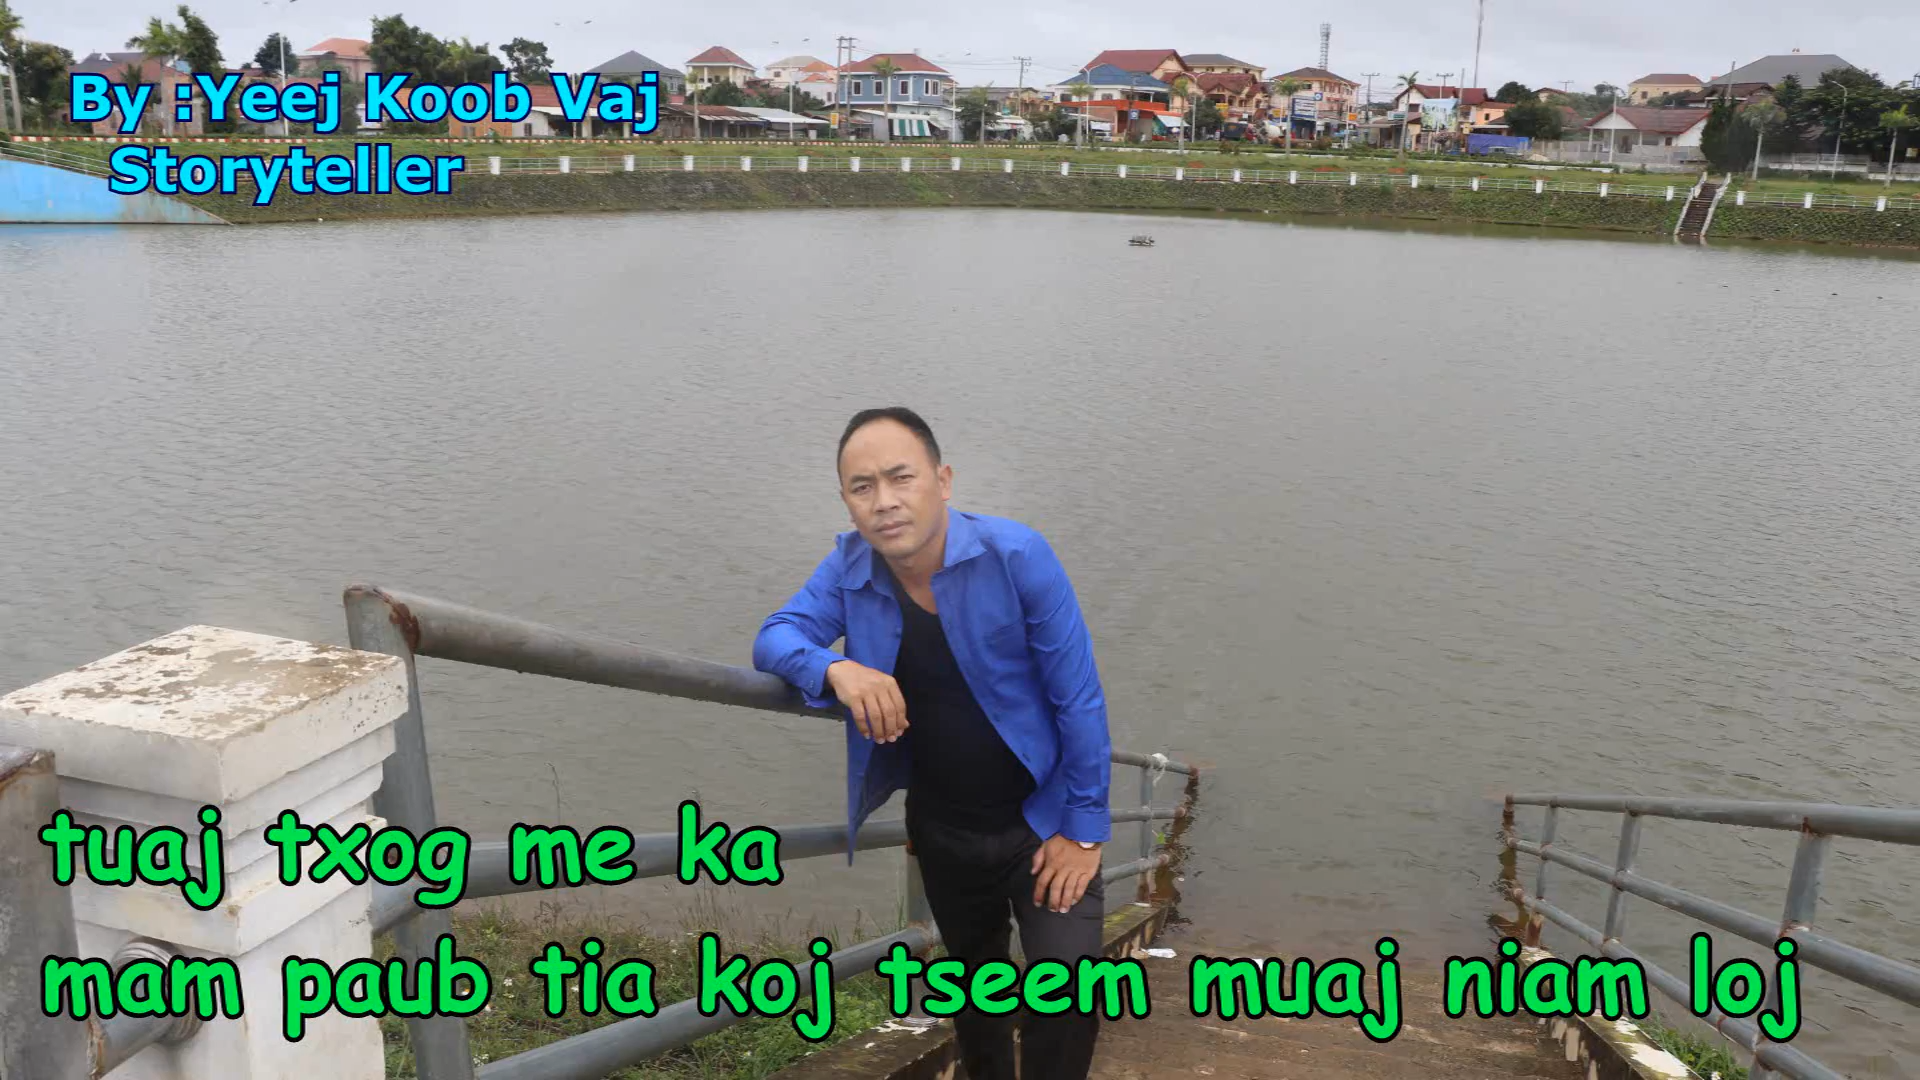 By :Yeej Koob Vaj
Storyteller
tuaj txog me ka
mam paub tia koj tseem muaj niam loj